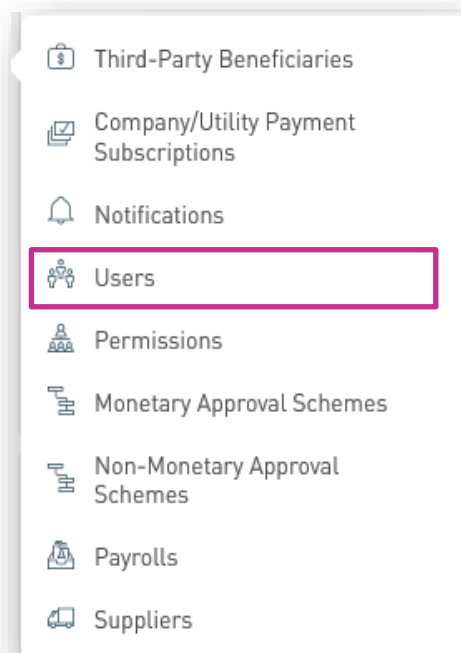 Third-Party Beneficiaries
Company/Utility Payment
Subscriptions
Notifications
Users
Permissions
Monetary Approval Schemes
Non-Monetary Approval
Schemes
Payrolls
Suppliers